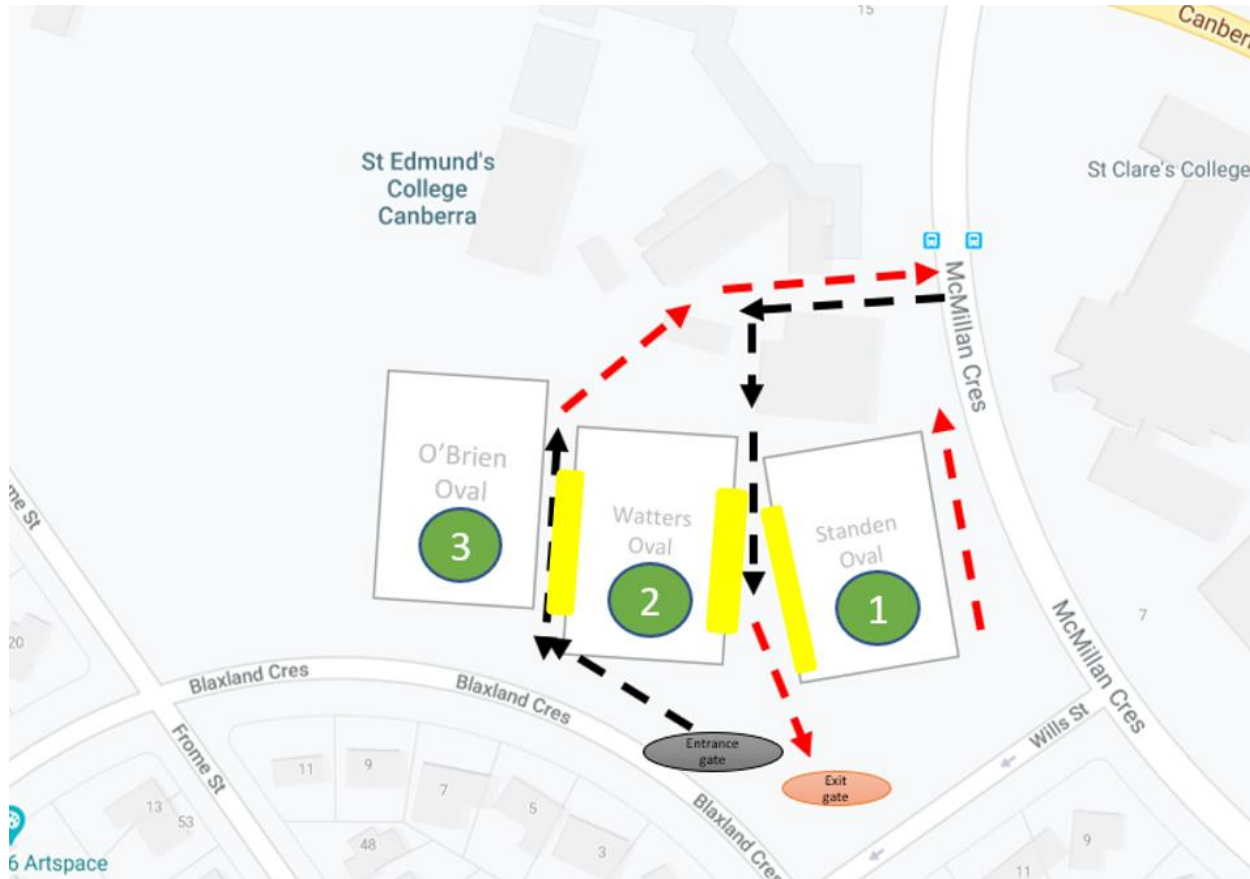 15
Canberr
St Edmund's
College
Canberra
St Clare's College
McMillan Cres
O'Brien
Oval
3
Watters
Oval
2
Standen
Oval
1
7
McMillan Cres
me St
20
Blaxland Cres
Blaxland Cres
Frome St
Entrance
gate
Exit
gate
Wills St
11
9
7
5
3
13
53
48
Blaxland Cres
9
11
6 Artspace